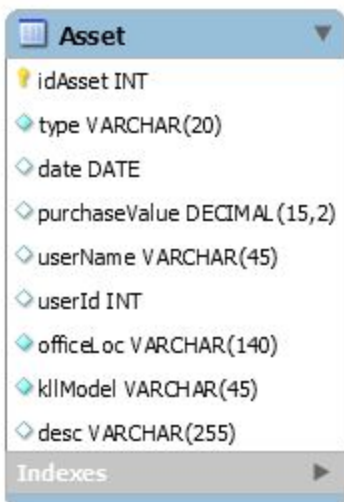 Asset
idAsset INT
type VARCHAR(20)
date DATE
purchaseValue DECIMAL(15,2)
userName VARCHAR(45)
userId INT
officeLoc VARCHAR(140)
kllModel VARCHAR(45)
desc VARCHAR(255)
Indexes